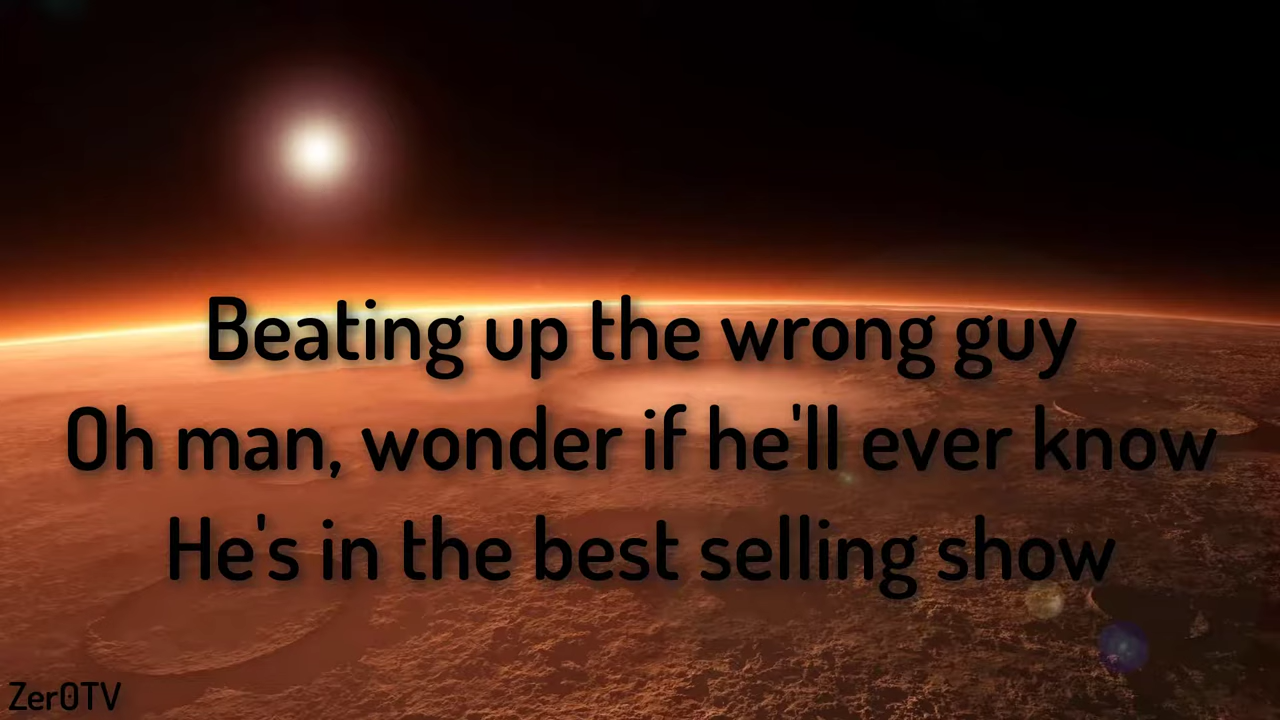 Beating up the wrong guy
Oh man, wonder if he'll ever know
He's in the best selling show
Zer0TV